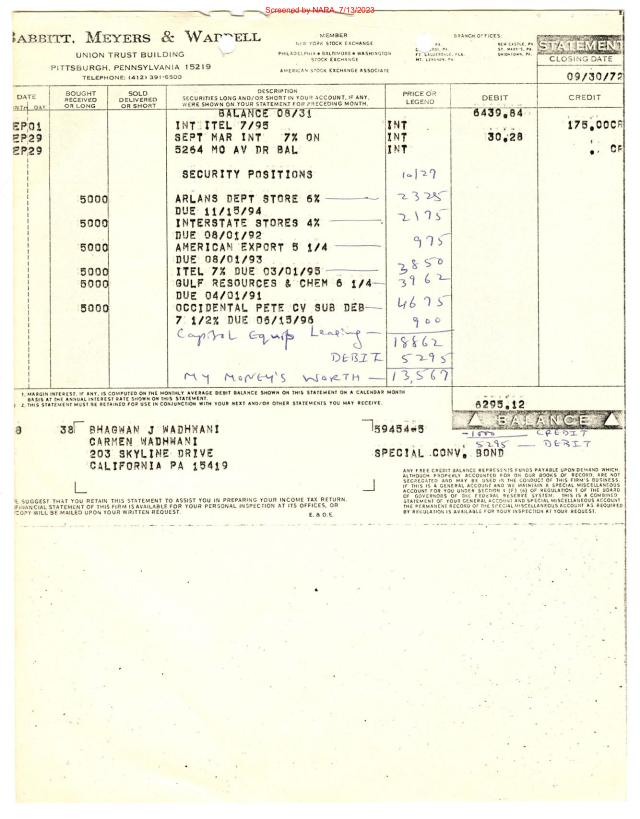 Screened by NARA, 7/13/2023
BABBITT, MEYERS & WADDELL
UNION TRUST BUILDING
PITTSBURGH, PENNSYLVANIA 15219
TELEPHONE: (412) 391-6500
MEMBER
NEW YORK STOCK EXCHANGE
PHILADELPHIA • BALTIMORE • WASHINGTON
STOCK EXCHANGE
AMERICAN STOCK EXCHANGE ASSOCIATE
BRANCH OFFICES:
NEW CASTLE, PA.
ST. MARY'S, PA.
UNIONTOWN, PA.
FT. LAUDERDALE, FLA.
MT. LEBANON, PA.
STATEMENT
CLOSING DATE
09/30/72
DATE
DAY
BOUGHT RECEIVED OR LONG
SOLD DELIVERED OR SHORT
DESCRIPTION
SECURITIES LONG AND/OR SHORT IN YOUR ACCOUNT, IF ANY, WERE SHOWN ON YOUR STATEMENT FOR PRECEDING MONTH.
PRICE OR LEGEND
DEBIT
CREDIT
BALANCE 08/31 6439.84
EP01 INT ITEL 7/95 INT 175.00CR
EP29 SEPT MAR INT 7% ON INT 30.28
EP29 5264 MO AV DR BAL INT . CR
SECURITY POSITIONS 10/27
5000 ARLANS DEPT STORE 6% 2325
DUE 11/15/94
5000 INTERSTATE STORES 4% 2175
DUE 08/01/92
5000 AMERICAN EXPORT 5 1/4 975
DUE 08/01/93
5000 ITEL 7% DUE 03/01/95 3850
5000 GULF RESOURCES & CHEM 6 1/4 3962
DUE 04/01/91
5000 OCCIDENTAL PETE CV SUB DEB 4675
7 1/2% DUE 06/15/96
Capitol Equip Leasing 900
18862
DEBIT 5295
MY MONEY'S WORTH 13,567
1. MARGIN INTEREST, IF ANY, IS COMPUTED ON THE MONTHLY AVERAGE DEBIT BALANCE SHOWN ON THIS STATEMENT ON A CALENDAR MONTH
BASIS AT THE ANNUAL INTEREST RATE SHOWN ON THIS STATEMENT.
2. THIS STATEMENT MUST BE RETAINED FOR USE IN CONJUNCTION WITH YOUR NEXT AND/OR OTHER STATEMENTS YOU MAY RECEIVE.
6295.12
BALANCE
-1000 CREDIT
5295 - DEBIT
8 38 BHAGWAN J WADHWANI 59454-5
CARMEN WADHWANI
203 SKYLINE DRIVE SPECIAL CONV. BOND
CALIFORNIA PA 15419
ANY FREE CREDIT BALANCE REPRESENTS FUNDS PAYABLE UPON DEMAND WHICH,
ALTHOUGH PROPERLY ACCOUNTED FOR ON OUR BOOKS OF RECORD, ARE NOT
SEGREGATED AND MAY BE USED IN THE CONDUCT OF THIS FIRM'S BUSINESS.
IF THIS IS A GENERAL ACCOUNT AND WE MAINTAIN A SPECIAL MISCELLANEOUS
ACCOUNT FOR YOU UNDER SECTION 4 (F) (6) OF REGULATION T OF THE BOARD
OF GOVERNORS OF THE FEDERAL RESERVE SYSTEM, THIS IS A COMBINED
STATEMENT OF YOUR GENERAL ACCOUNT AND SPECIAL MISCELLANEOUS ACCOUNT
THE PERMANENT RECORD OF THE SPECIAL MISCELLANEOUS ACCOUNT AS REQUIRED
BY REGULATION IS AVAILABLE FOR YOUR INSPECTION AT YOUR REQUEST.
E SUGGEST THAT YOU RETAIN THIS STATEMENT TO ASSIST YOU IN PREPARING YOUR INCOME TAX RETURN.
FINANCIAL STATEMENT OF THIS FIRM IS AVAILABLE FOR YOUR PERSONAL INSPECTION AT ITS OFFICES, OR
COPY WILL BE MAILED UPON YOUR WRITTEN REQUEST.
E. & O. E.